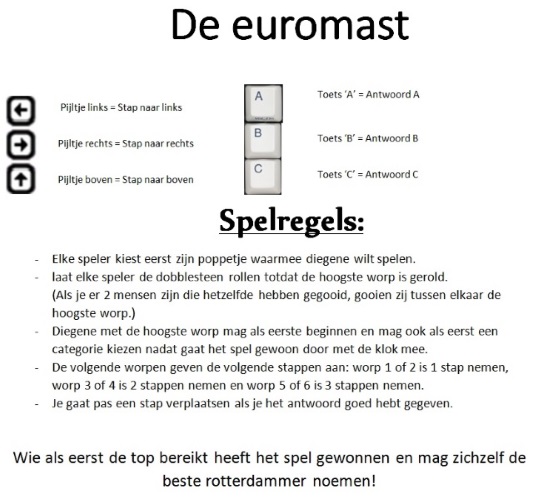 De euromast
Pijltje links = Stap naar links
Pijltje rechts = Stap naar rechts
Pijltje boven = Stap naar boven
A
B
C
Toets 'A' = Antwoord A
Toets 'B' = Antwoord B
Toets 'C' = Antwoord C
Spelregels:
- Elke speler kiest eerst zijn poppetje waarmee diegene wilt spelen.
- laat elke speler de dobblesteen rollen totdat de hoogste worp is gerold.
(Als je er 2 mensen zijn die hetzelfde hebben gegooid, gooien zij tussen elkaar de
hoogste worp.)
- Diegene met de hoogste worp mag als eerste beginnen en mag ook als eerst een
categorie kiezen nadat gaat het spel gewoon door met de klok mee.
- De volgende worpen geven de volgende stappen aan: worp 1 of 2 is 1 stap nemen,
worp 3 of 4 is 2 stappen nemen en worp 5 of 6 is 3 stappen nemen.
- Je gaat pas een stap verplaatsen als je het antwoord goed hebt gegeven.
Wie als eerst de top bereikt heeft het spel gewonnen en mag zichzelf de
beste rotterdammer noemen!